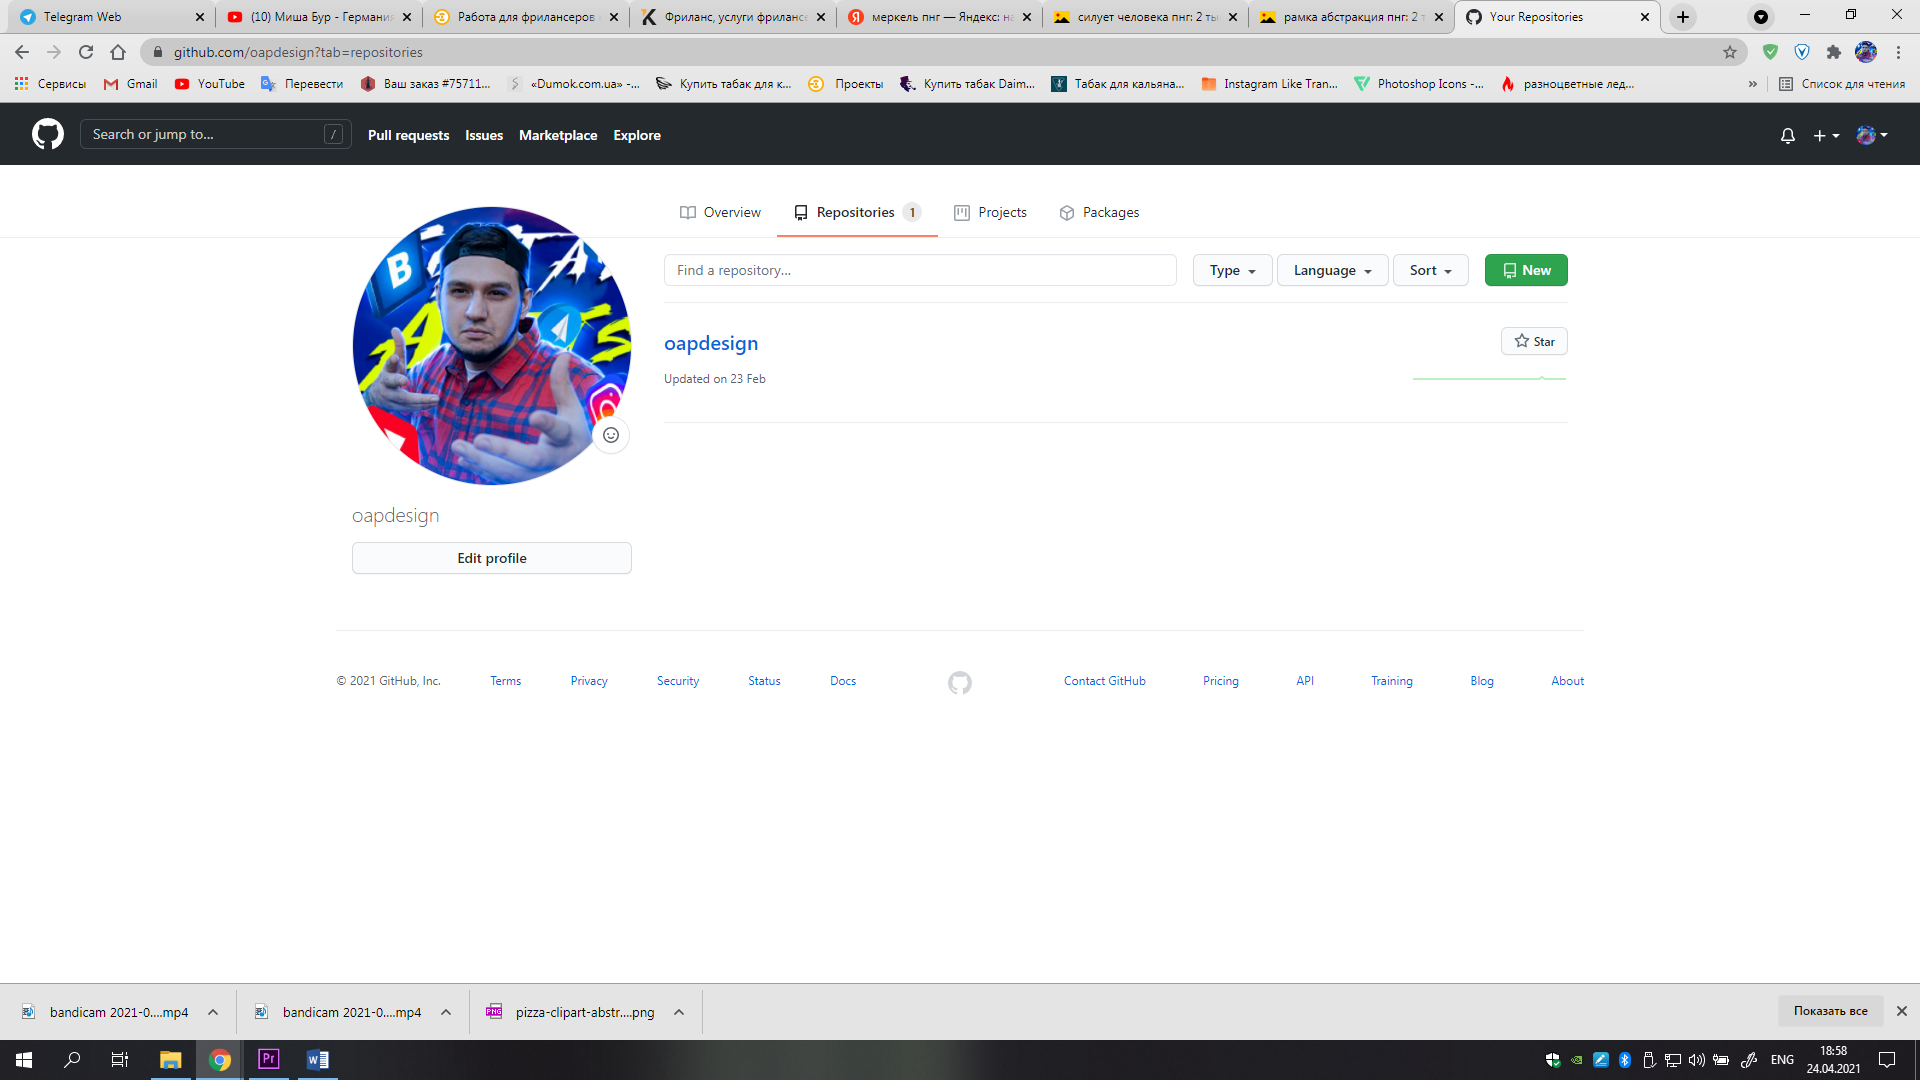 Telegram Web
(10) Миша Бур - Германия
Работа для фрилансеров
Фриланс, услуги фриланс
меркель пнг — Яндекс: на
силует человека пнг: 2 ты
рамка абстракция пнг: 2 т
Your Repositories
github.com/oapdesign?tab=repositories
Сервисы
Gmail
YouTube
Перевести
Ваш заказ #75711...
«Dumok.com.ua» -...
Купить табак для к...
Проекты
Купить табак Daim...
Табак для кальяна...
Instagram Like Tran...
Photoshop Icons -...
разноцветные лед...
»
Список для чтения
Search or jump to...
/
Pull requests
Issues
Marketplace
Explore
Overview
Repositories 1
Projects
Packages
Find a repository...
Type
Language
Sort
New
oapdesign
Star
Updated on 23 Feb
oapdesign
Edit profile
© 2021 GitHub, Inc.
Terms
Privacy
Security
Status
Docs
Contact GitHub
Pricing
API
Training
Blog
About
bandicam 2021-0....mp4
bandicam 2021-0....mp4
PNG
pizza-clipart-abstr....png
Показать все
Pr
ENG
18:58
24.04.2021